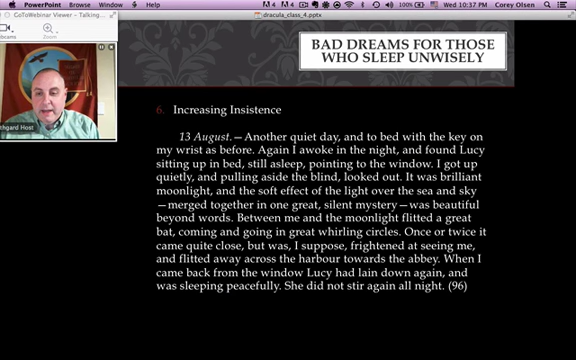 PowerPoint Browse Window Help 4 4 100% Wed 10:37 PM Corey Olsen
GoToWebinar Viewer – Talking...
dracula_class_4.pptx
Zoom
BAD DREAMS FOR THOSE
WHO SLEEP UNWISELY
6. Increasing Insistence
13 August.—Another quiet day, and to bed with the key on
my wrist as before. Again I awoke in the night, and found Lucy
sitting up in bed, still asleep, pointing to the window. I got up
quietly, and pulling aside the blind, looked out. It was brilliant
moonlight, and the soft effect of the light over the sea and sky
—merged together in one great, silent mystery—was beautiful
beyond words. Between me and the moonlight flitted a great
bat, coming and going in great whirling circles. Once or twice it
came quite close, but was, I suppose, frightened at seeing me,
and flitted away across the harbour towards the abbey. When I
came back from the window Lucy had lain down again, and
was sleeping peacefully. She did not stir again all night. (96)
thgard Host